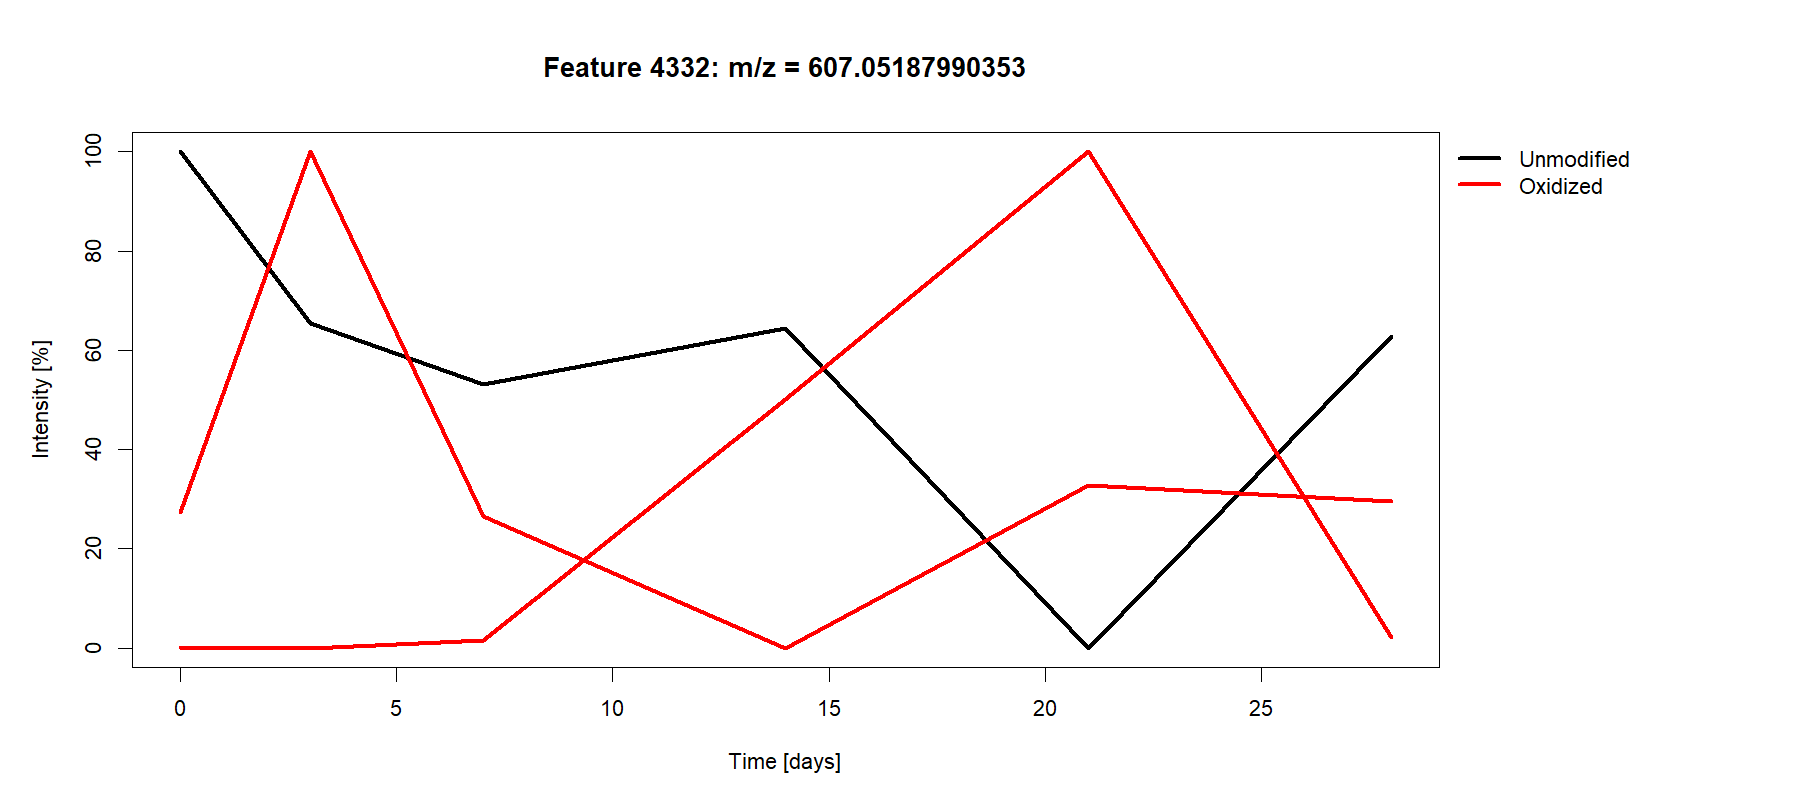 Feature 4332: m/z = 607.05187990353
Unmodified
Oxidized
Intensity [%]
100
80
60
40
20
0
0 5 10 15 20 25
Time [days]